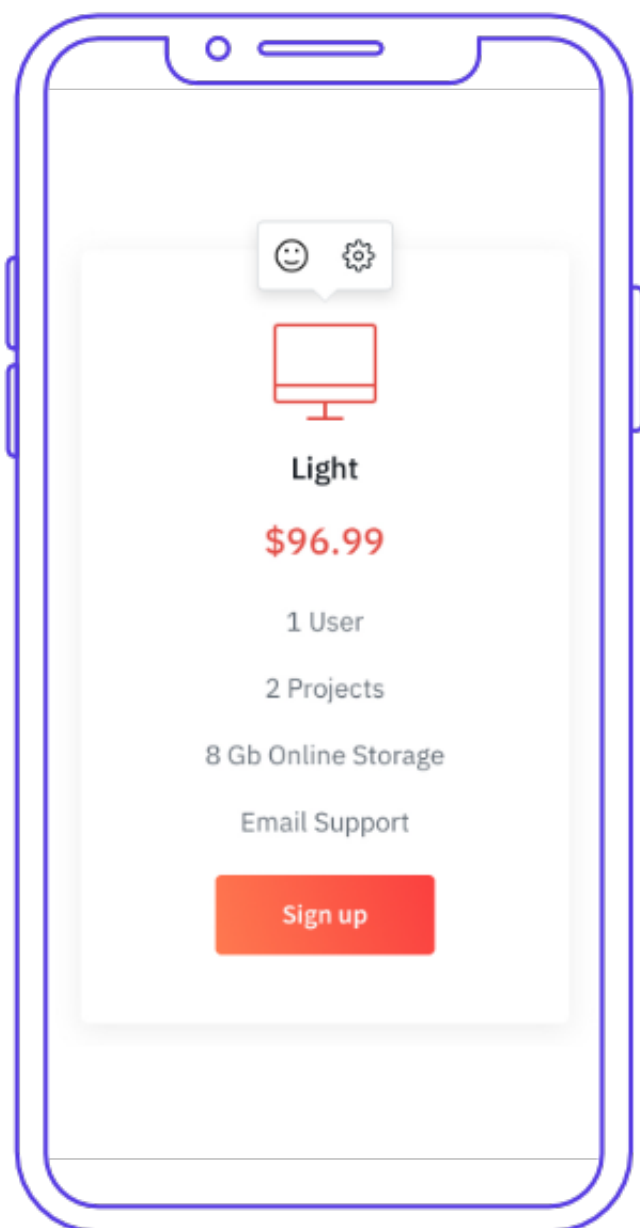 Light
$96.99
1 User
2 Projects
8 Gb Online Storage
Email Support
Sign up